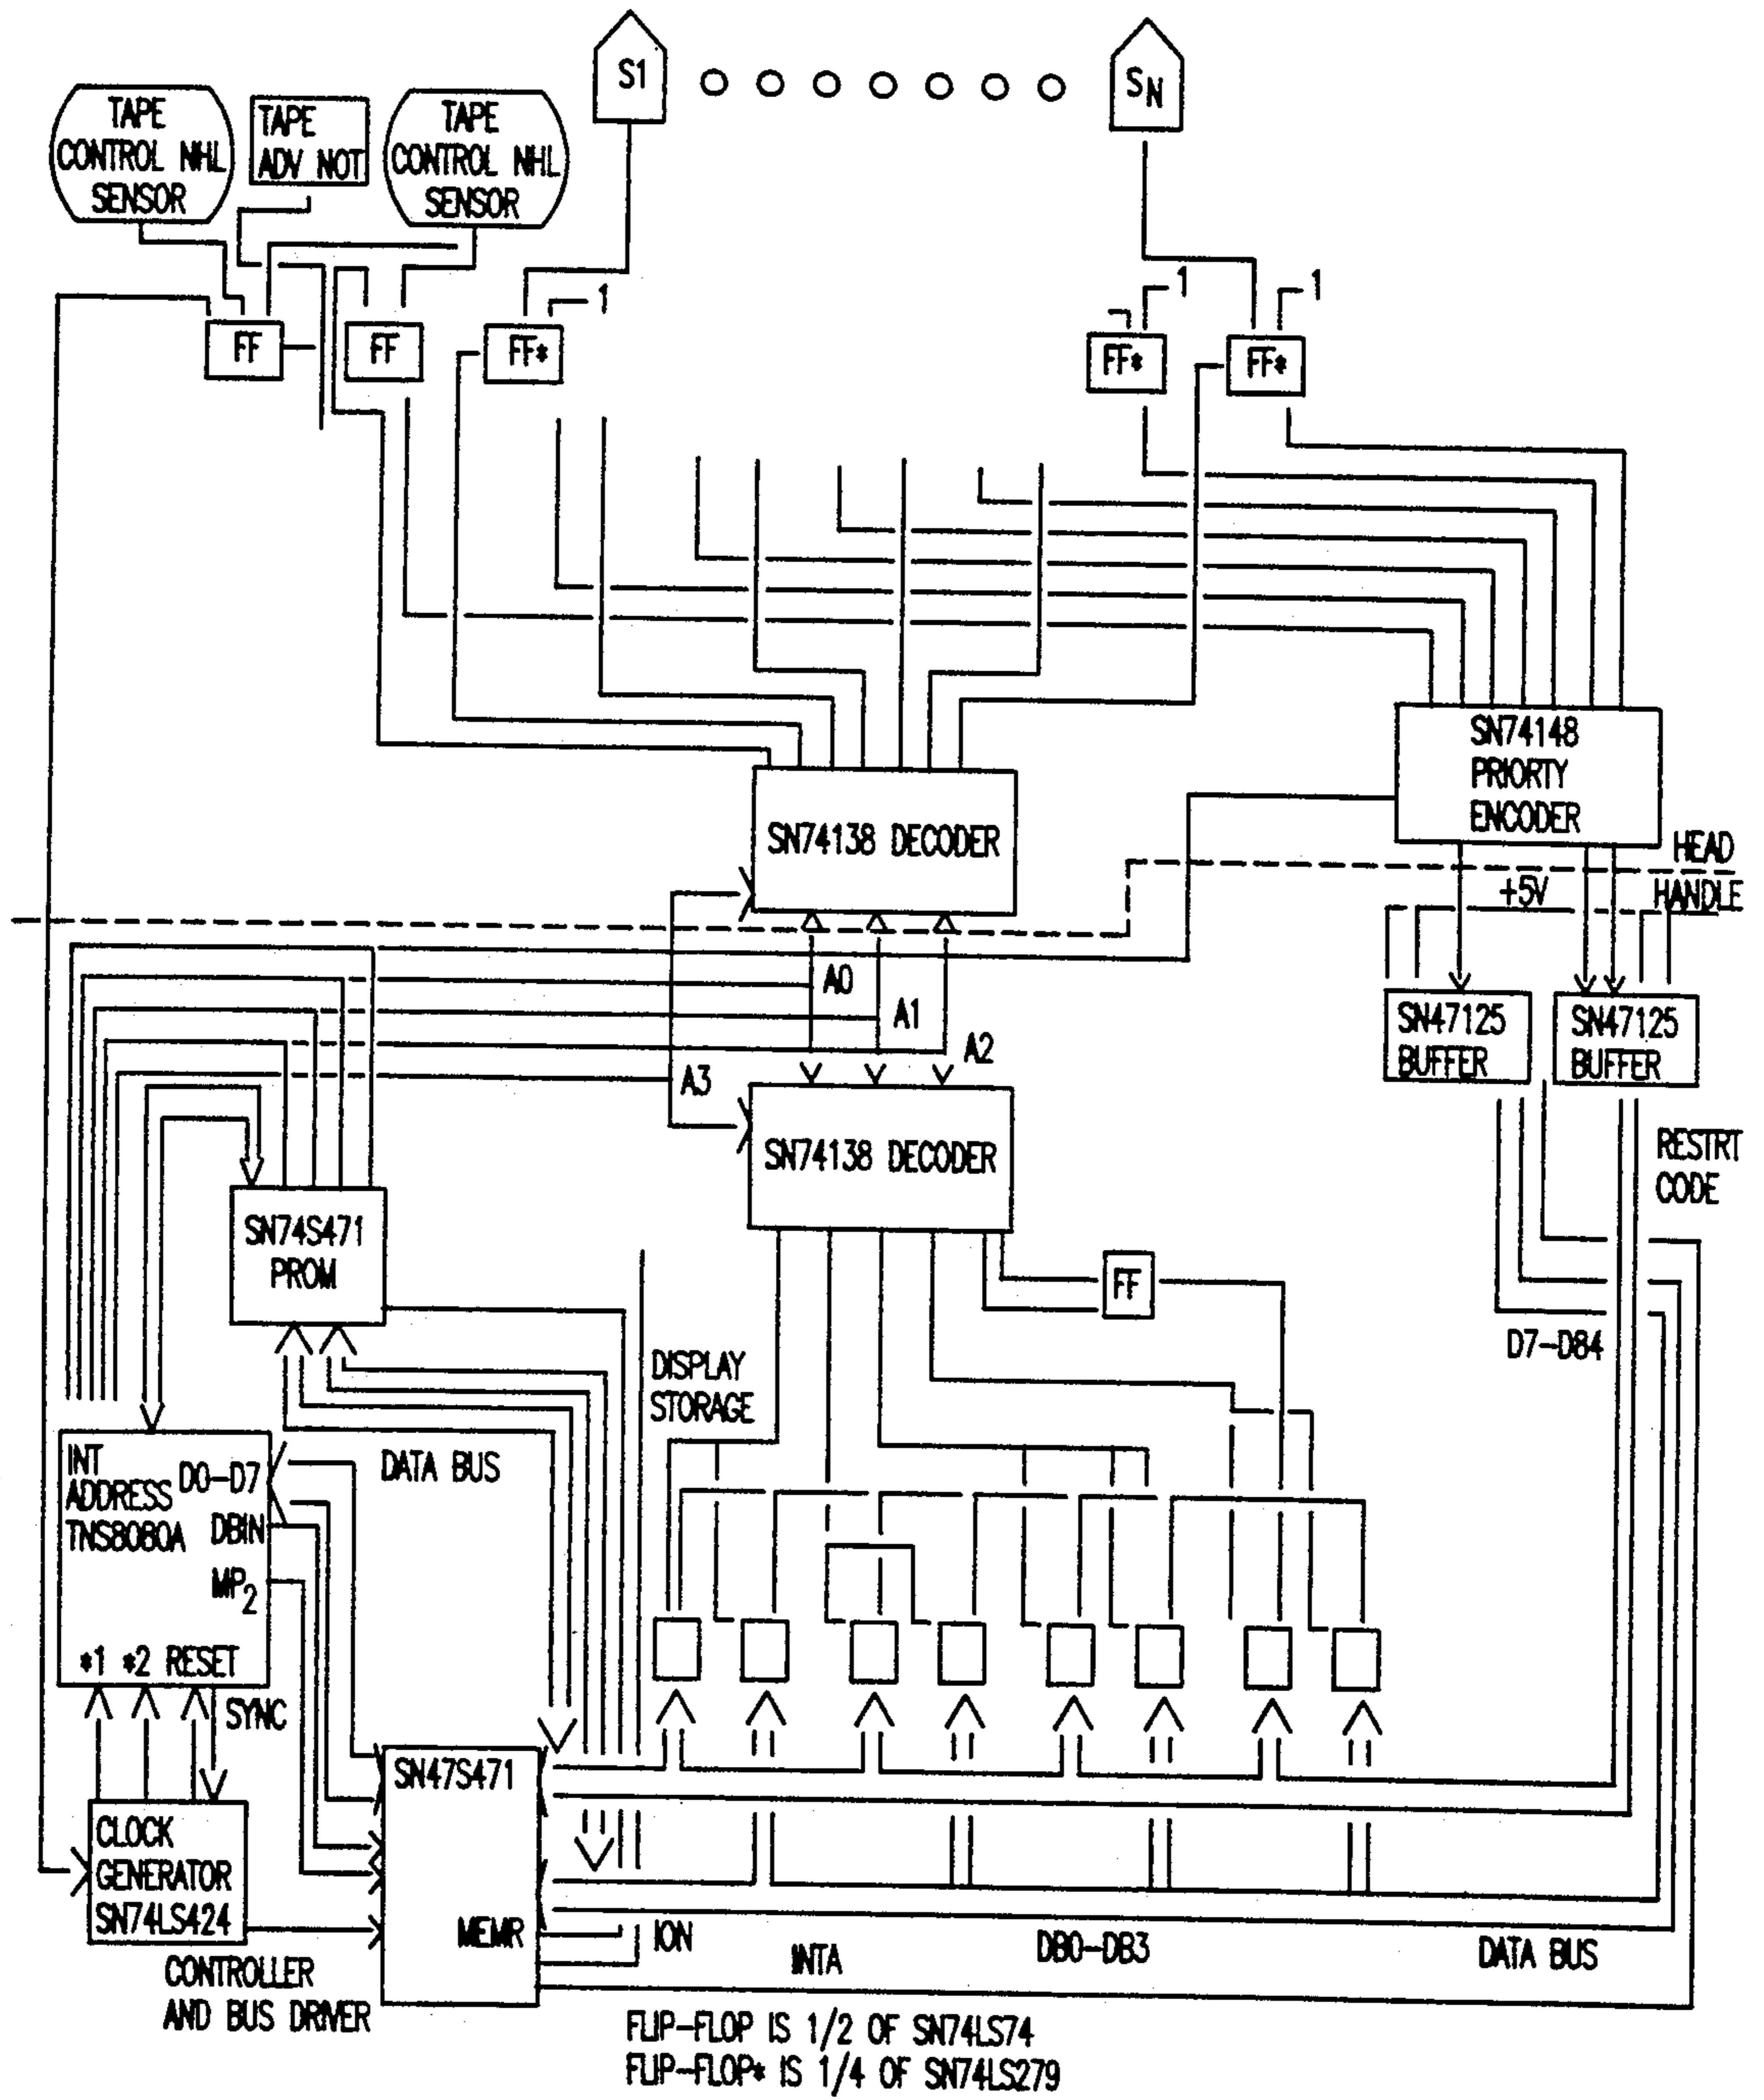 S1
SN
TAPE
CONTROL NHL
SENSOR
TAPE
ADV NOT
TAPE
CONTROL NHL
SENSOR
1
1
1
FF
FF
FF*
FF*
FF*
SN74148
PRIORTY
ENCODER
SN74138 DECODER
HEAD
+5V
HANDLE
A0
A1
A2
A3
SN47125
BUFFER
SN47125
BUFFER
SN74138 DECODER
RESTRT
CODE
SN74S471
PROM
FF
D7-D84
DISPLAY
STORAGE
INT
ADDRESS
TNS8080A
D0-D7
DBIN
MP2
*1 *2 RESET
DATA BUS
SYNC
SN47S471
MEMR
CLOCK
GENERATOR
SN74LS424
ION
INTA
DB0-DB3
DATA BUS
CONTROLLER
AND BUS DRIVER
FLIP-FLOP IS 1/2 OF SN74LS74
FLIP-FLOP* IS 1/4 OF SN74LS279